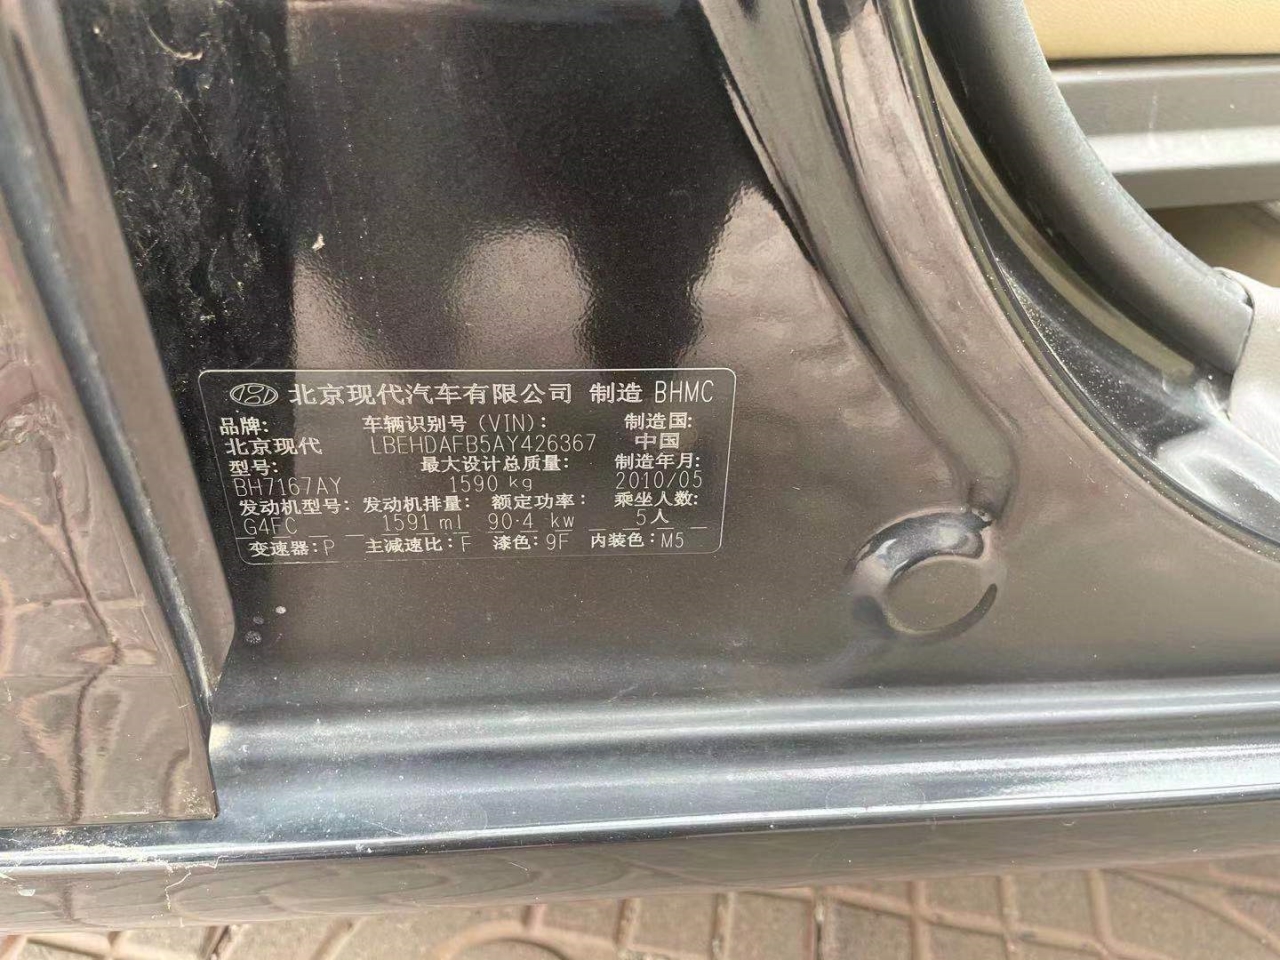 北京现代汽车有限公司 制造 BHMC
品牌: 车辆识别号(VIN): 制造国:
北京现代 LBEHDAFB5AY426367 中国
型号: 最大设计总质量: 制造年月:
BH7167AY 1590 kg 2010/05
发动机型号: 发动机排量: 额定功率: 乘坐人数:
G4FC 1591 ml 90.4 kw 5人
变速器:P 主减速比:F 漆色:9F 内装色:M5